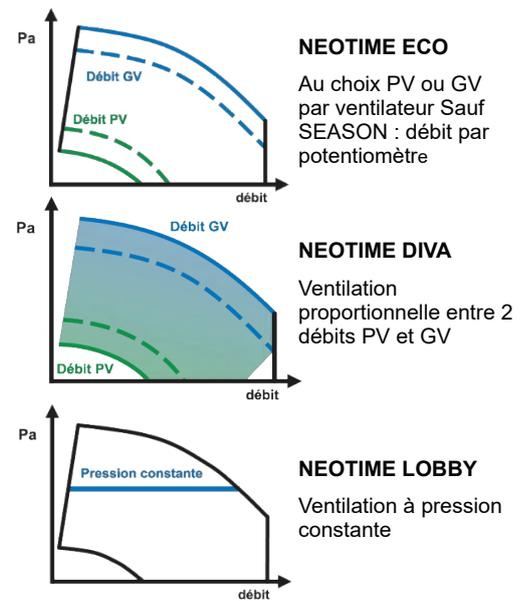 Pa
Débit GV
Débit PV
débit
NEOTIME ECO
Au choix PV ou GV
par ventilateur Sauf
SEASON : débit par
potentiomètre
Pa
Débit GV
Débit PV
débit
NEOTIME DIVA
Ventilation
proportionnelle entre 2
débits PV et GV
Pa
Pression constante
débit
NEOTIME LOBBY
Ventilation à pression
constante